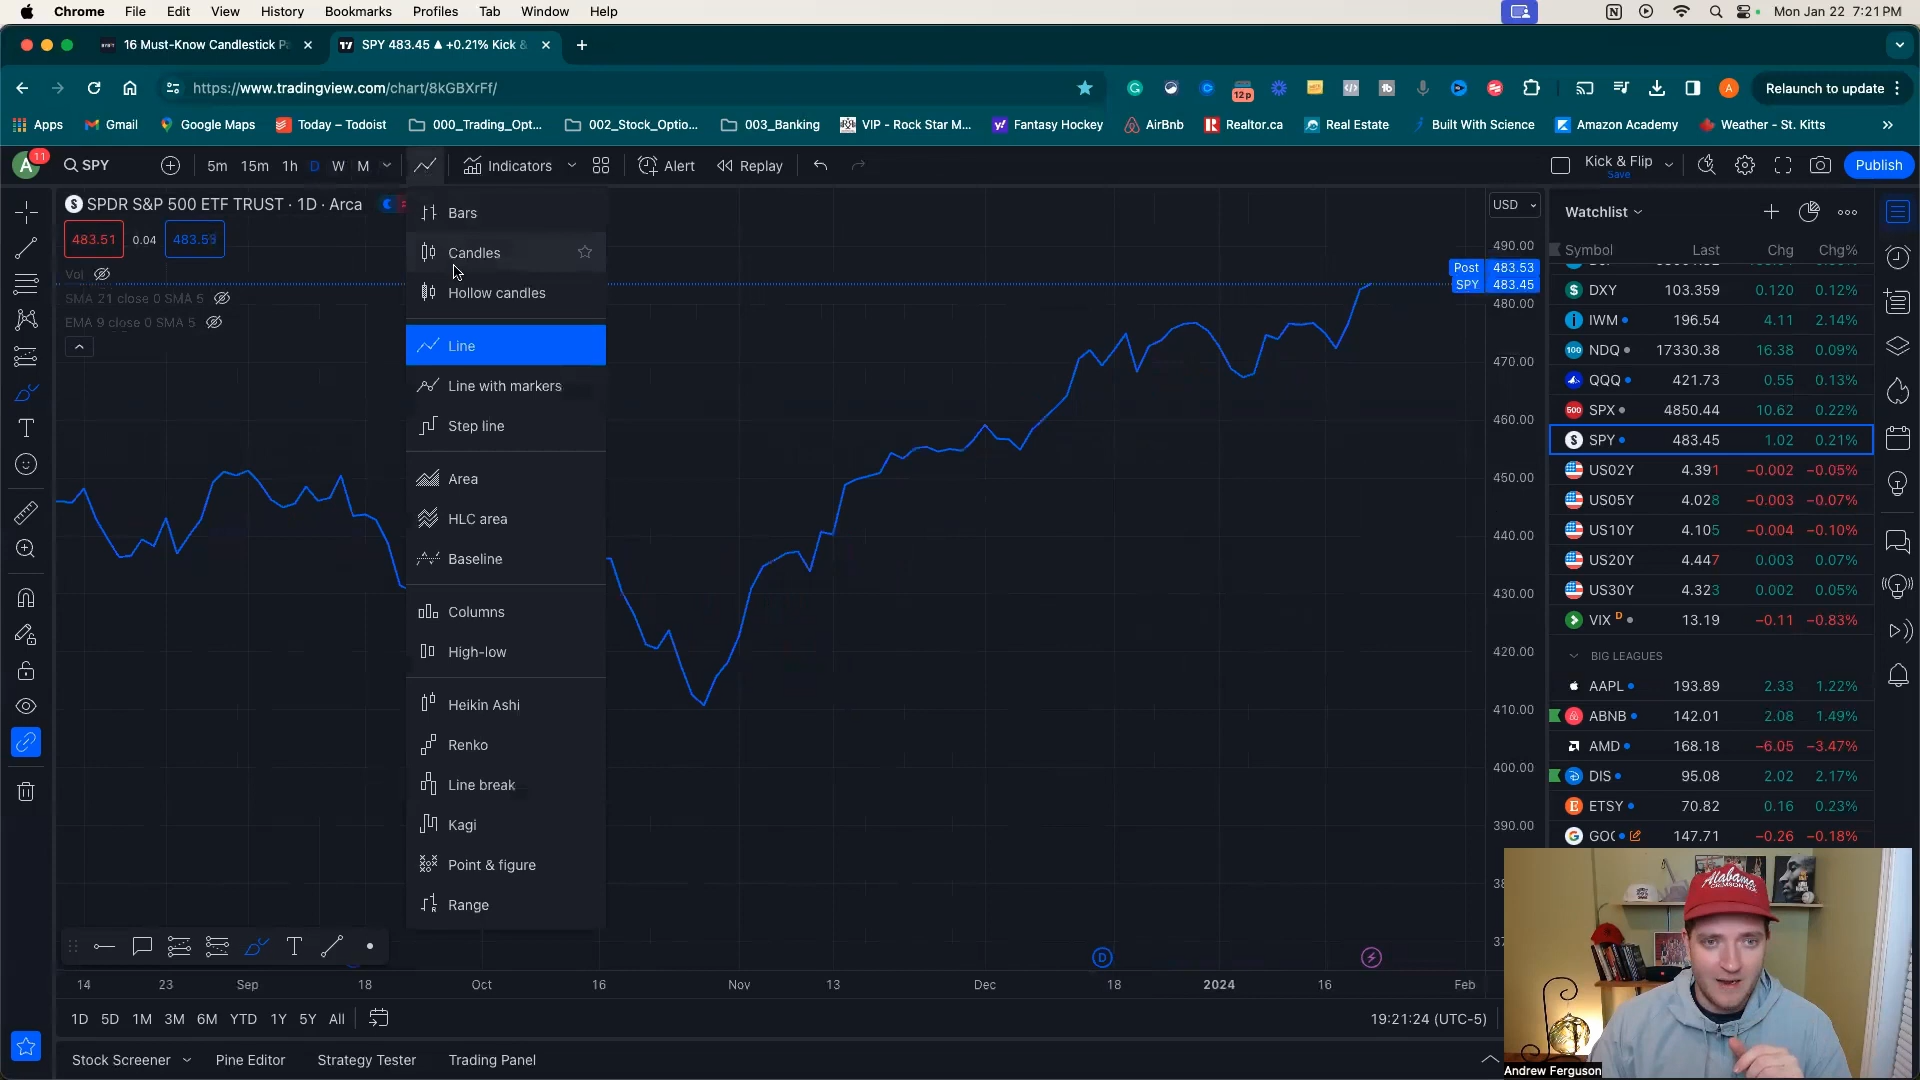 Chrome File Edit View History Bookmarks Profiles Tab Window Help Mon Jan 22 7:21 PM
16 Must-Know Candlestick P SPY 483.45 ▲ +0.21% Kick &
https://www.tradingview.com/chart/8kGBXrFf/ 12p A Relaunch to update
Apps Gmail Google Maps Today – Todoist 000_Trading_Opt... 002_Stock_Optio... 003_Banking VIP - Rock Star M... Fantasy Hockey AirBnb Realtor.ca Real Estate Built With Science Amazon Academy Weather - St. Kitts »
A 11 SPY 5m 15m 1h D W M Indicators Alert Replay Kick & Flip Save Publish
SPDR S&P 500 ETF TRUST · 1D · Arca
483.51 0.04 483.55
Vol
SMA 21 close 0 SMA 5
EMA 9 close 0 SMA 5
Bars
Candles
Hollow candles
Line
Line with markers
Step line
Area
HLC area
Baseline
Columns
High-low
Heikin Ashi
Renko
Line break
Kagi
Point & figure
Range
USD
490.00
Post 483.53
SPY 483.45
480.00
470.00
460.00
450.00
440.00
430.00
420.00
410.00
400.00
390.00
D
14 23 Sep 18 Oct 16 Nov 13 Dec 18 2024 16 Feb
1D 5D 1M 3M 6M YTD 1Y 5Y All 19:21:24 (UTC-5)
Stock Screener Pine Editor Strategy Tester Trading Panel
Watchlist
Symbol Last Chg Chg%
DXY 103.359 0.120 0.12%
IWM 196.54 4.11 2.14%
100 NDQ 17330.38 16.38 0.09%
QQQ 421.73 0.55 0.13%
500 SPX 4850.44 10.62 0.22%
SPY 483.45 1.02 0.21%
US02Y 4.391 −0.002 −0.05%
US05Y 4.028 −0.003 −0.07%
US10Y 4.105 −0.004 −0.10%
US20Y 4.447 0.003 0.07%
US30Y 4.323 0.002 0.05%
VIX D 13.19 −0.11 −0.83%
BIG LEAGUES
AAPL 193.89 2.33 1.22%
ABNB 142.01 2.08 1.49%
AMD 168.18 −6.05 −3.47%
DIS 95.08 2.02 2.17%
ETSY 70.82 0.16 0.23%
GOO 147.71 −0.26 −0.18%
Alabama
CRIMSON TIDE
Andrew Ferguson